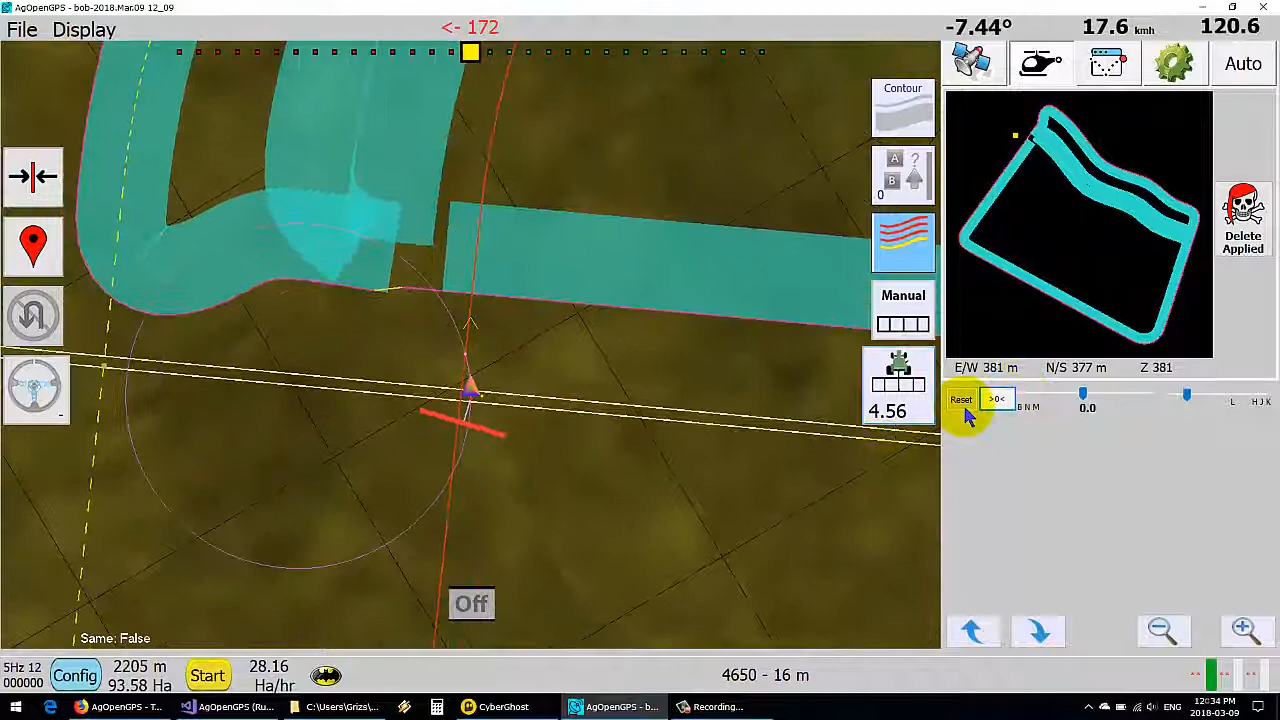 AgOpenGPS - bob-2018.Mar.09 12_09
File Display
<- 172
-7.44° 17.6 kmh 120.6
Auto
Contour
A ?
B
0
Manual
4.56
Delete
Applied
E/W 381 m N/S 377 m Z 381
Reset >0< B N M 0.0 L H J K
Off
Same: False
5Hz 12
000000
Config
2205 m
93.58 Ha
Start
28.16
Ha/hr
4650 - 16 m
AgOpenGPS - T...
AgOpenGPS (Ru...
C:\Users\Grizs\...
CyberGhost
AgOpenGPS - b...
Recording...
12:34 PM
2018-03-09